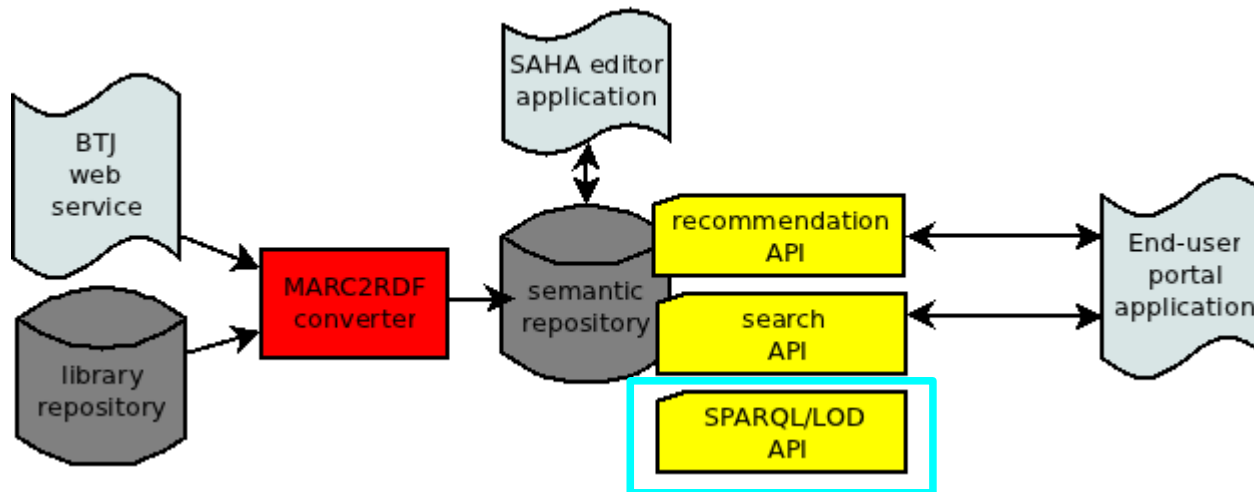 SAHA editor
application
BTJ
web
service
recommendation
API
End-user
portal
application
MARC2RDF
converter
semantic
repository
search
API
library
repository
SPARQL/LOD
API